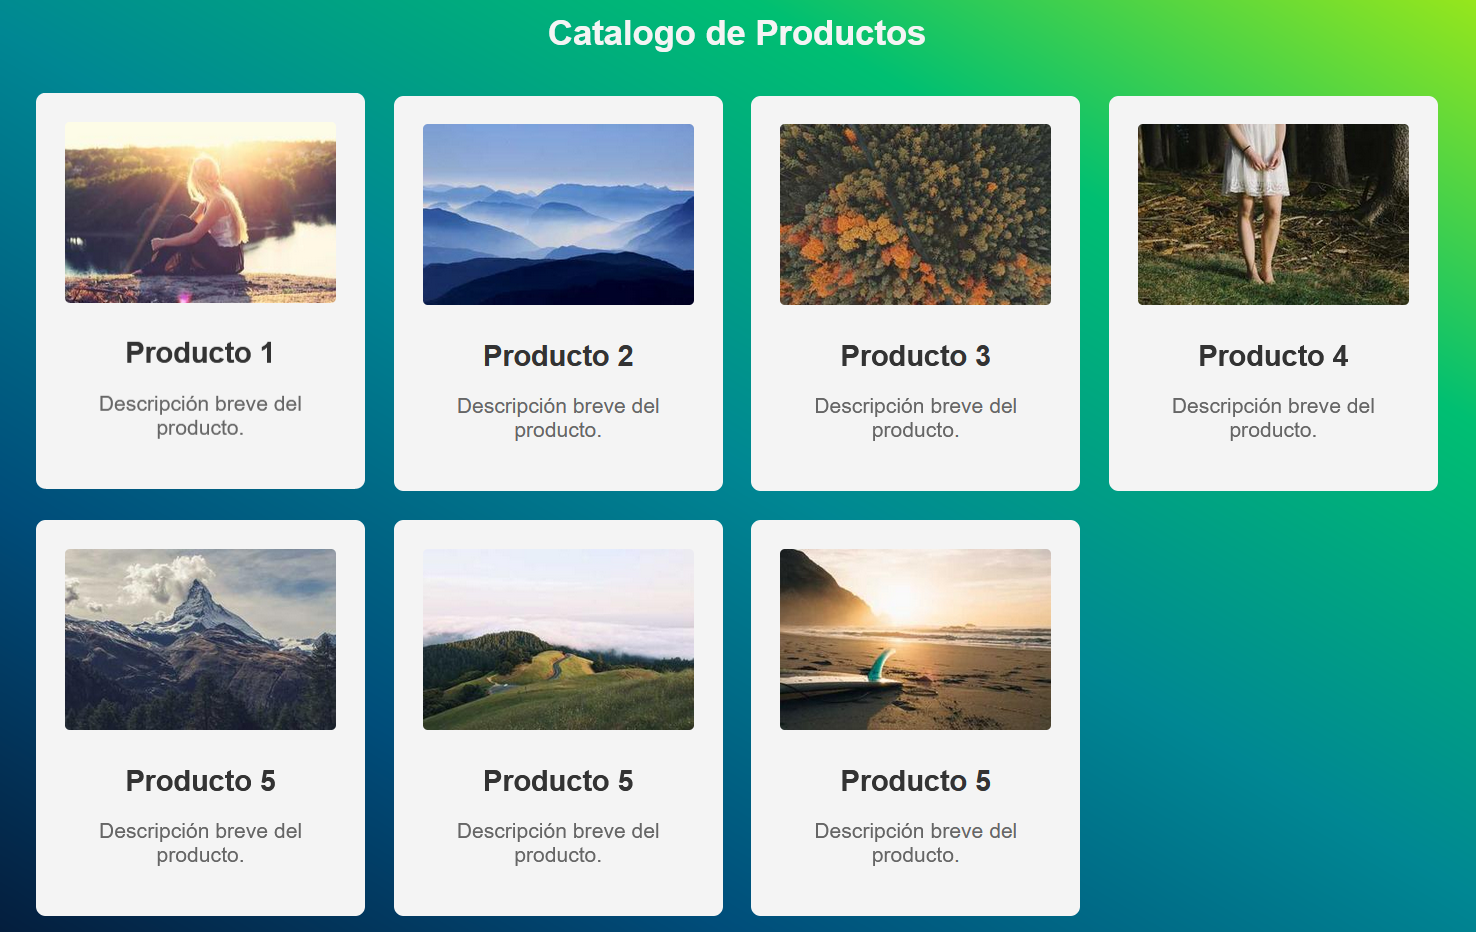 Catalogo de Productos
Producto 1
Descripción breve del
producto.
Producto 2
Descripción breve del
producto.
Producto 3
Descripción breve del
producto.
Producto 4
Descripción breve del
producto.
Producto 5
Descripción breve del
producto.
Producto 5
Descripción breve del
producto.
Producto 5
Descripción breve del
producto.